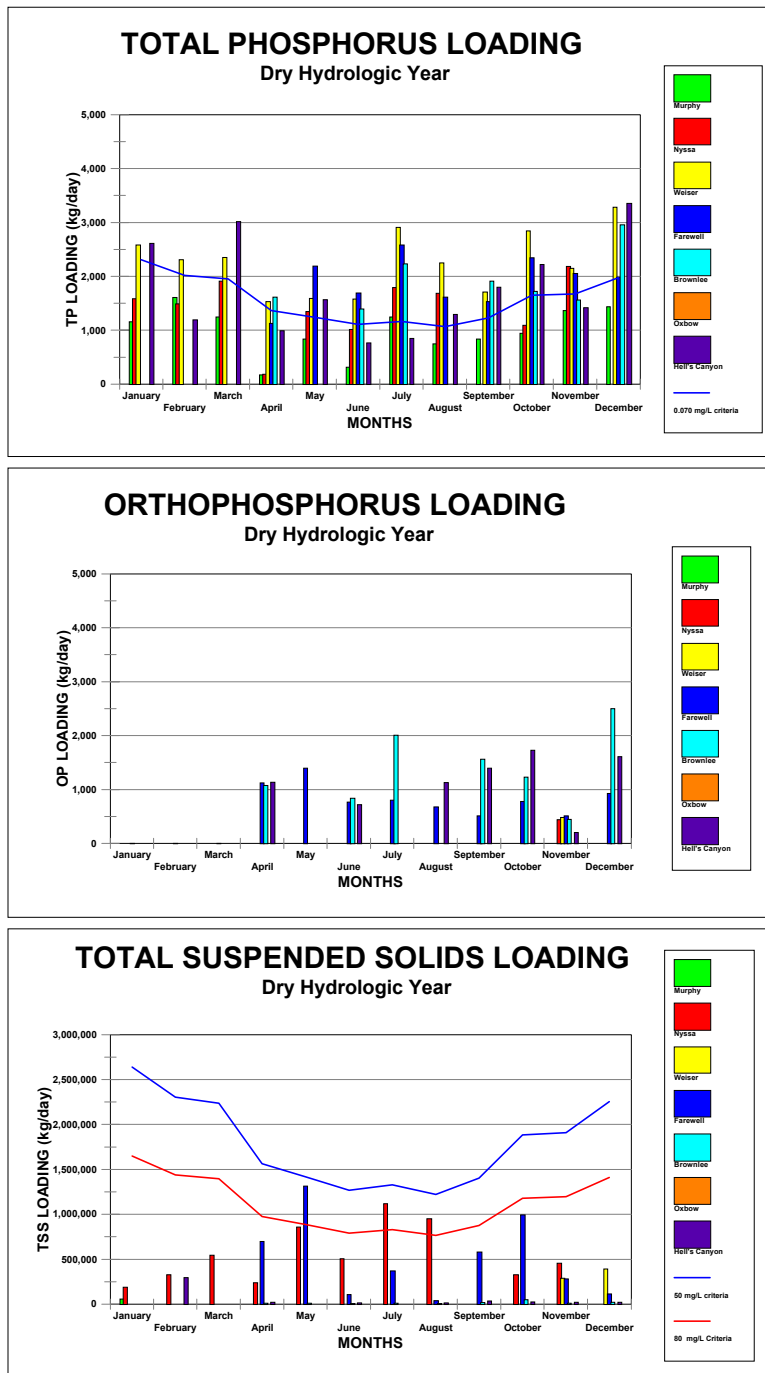 TOTAL PHOSPHORUS LOADING
Dry Hydrologic Year
TP LOADING (kg/day)
5,000
4,000
3,000
2,000
1,000
0
January
February
March
April
May
June
July
August
September
October
November
December
MONTHS
Murphy
Nyssa
Weiser
Farewell
Brownlee
Oxbow
Hell's Canyon
0.070 mg/L criteria
ORTHOPHOSPHORUS LOADING
Dry Hydrologic Year
OP LOADING (kg/day)
5,000
4,000
3,000
2,000
1,000
0
January
February
March
April
May
June
July
August
September
October
November
December
MONTHS
Murphy
Nyssa
Weiser
Farewell
Brownlee
Oxbow
Hell's Canyon
TOTAL SUSPENDED SOLIDS LOADING
Dry Hydrologic Year
TSS LOADING (kg/day)
3,000,000
2,500,000
2,000,000
1,500,000
1,000,000
500,000
0
January
February
March
April
May
June
July
August
September
October
November
December
MONTHS
Murphy
Nyssa
Weiser
Farewell
Brownlee
Oxbow
Hell's Canyon
50 mg/L criteria
80 mg/L Criteria